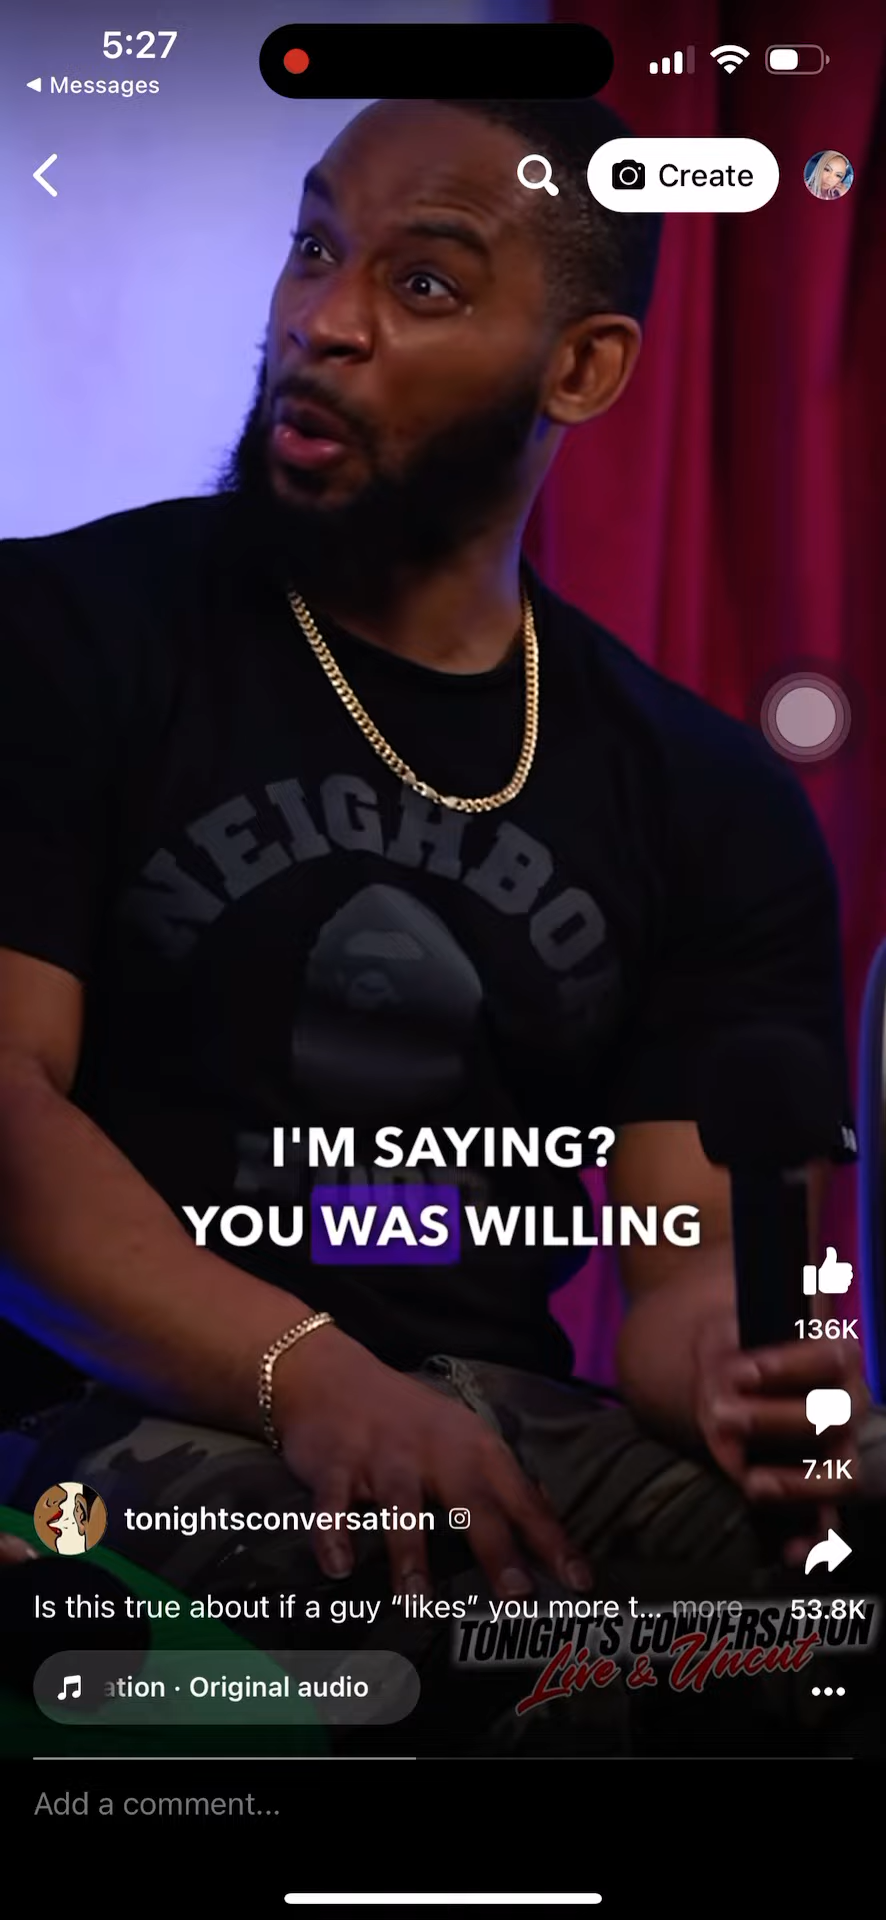 5:27
Messages
Create
NEIGHBO
I'M SAYING?
YOU WAS WILLING
136K
7.1K
tonightsconversation
Is this true about if a guy “likes” you more t... more
53.8K
TONIGHT'S CONVERSATION
Live & Uncut
ation · Original audio
Add a comment...